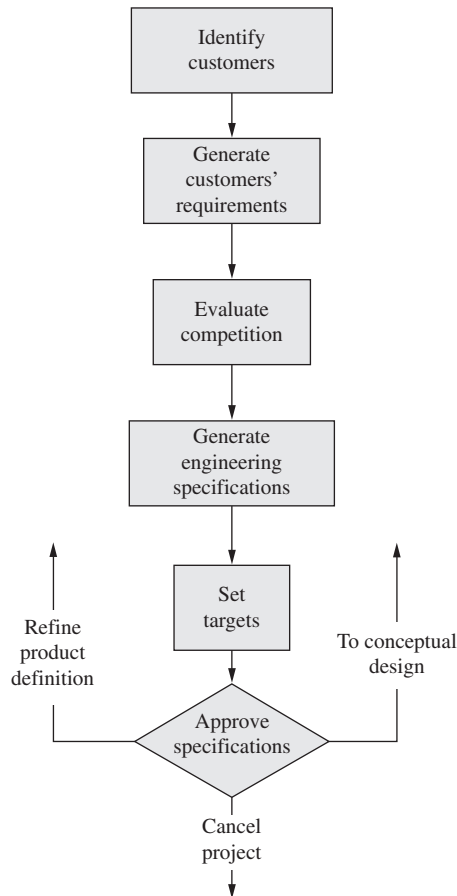 Identify
customers
Generate
customers’
requirements
Evaluate
competition
Generate
engineering
specifications
Set
targets
Refine
product
definition
To conceptual
design
Approve
specifications
Cancel
project